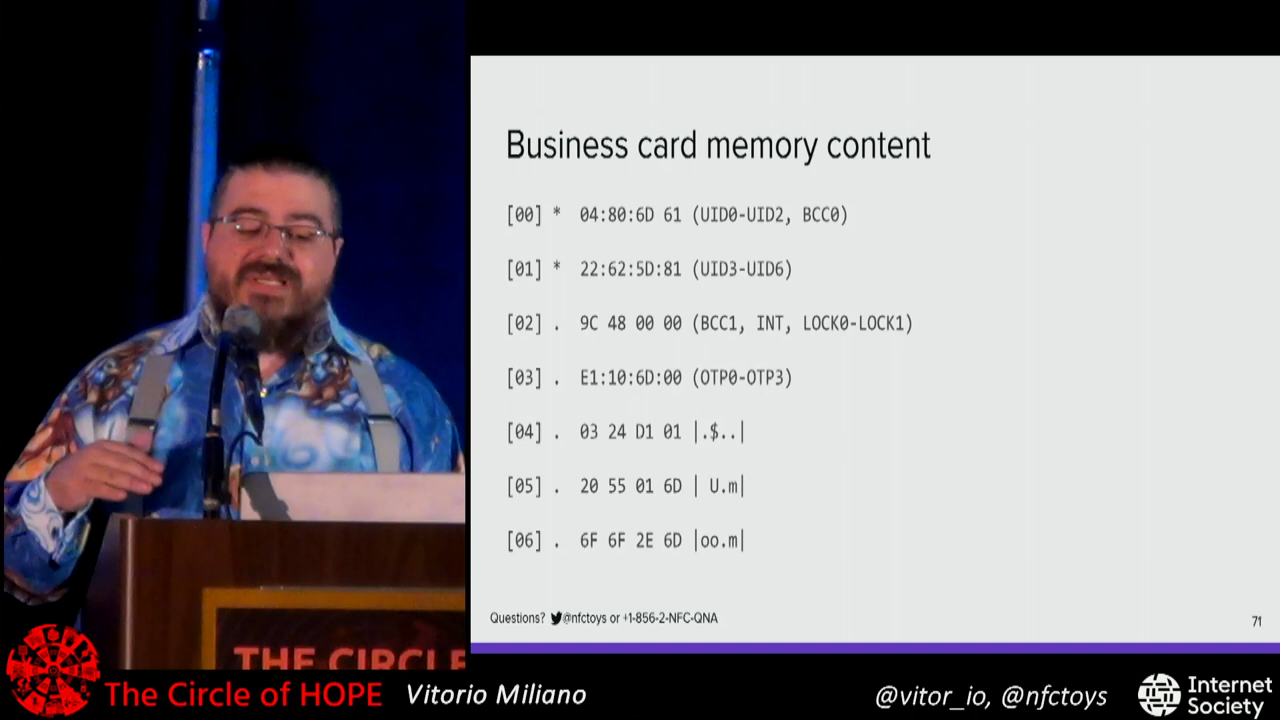 Business card memory content
[00] * 04:80:6D 61 (UID0-UID2, BCC0)
[01] * 22:62:5D:81 (UID3-UID6)
[02] . 9C 48 00 00 (BCC1, INT, LOCK0-LOCK1)
[03] . E1:10:6D:00 (OTP0-OTP3)
[04] . 03 24 D1 01 |.$..|
[05] . 20 55 01 6D | U.m|
[06] . 6F 6F 2E 6D |oo.m|
Questions? @nfctoys or +1-856-2-NFC-QNA
71
THE CIRCLE
The Circle of HOPE
Vitorio Miliano
@vitor_io, @nfctoys
Internet
Society